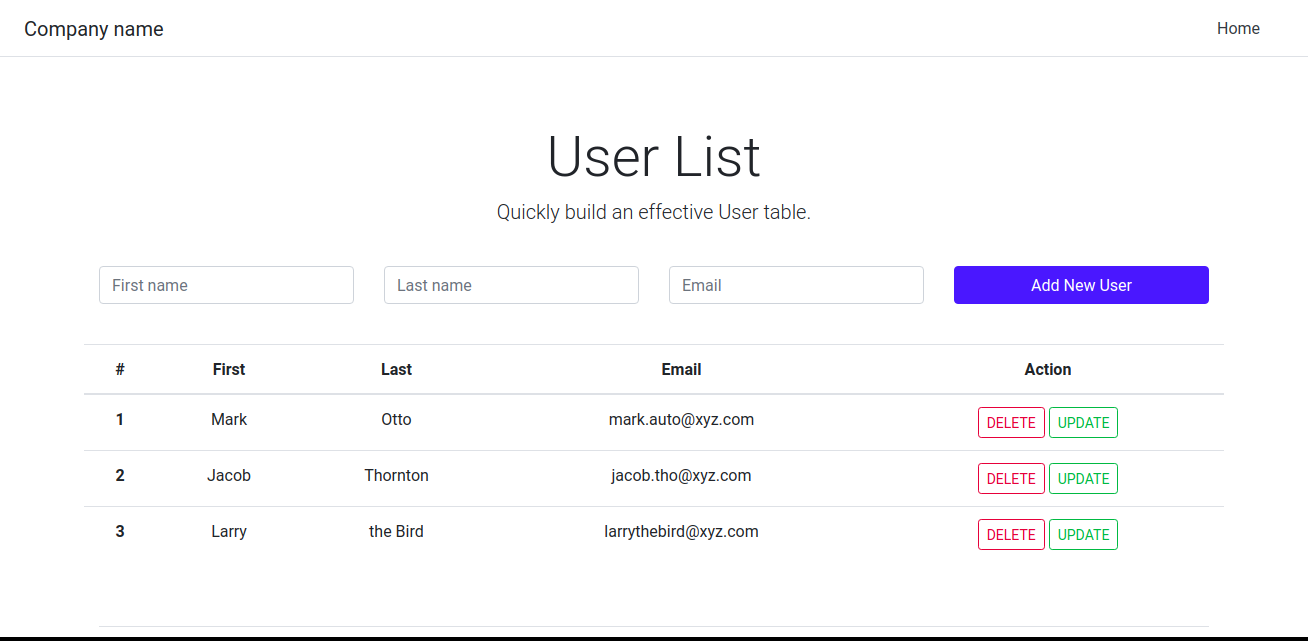 Company name Home
User List
Quickly build an effective User table.
First name Last name Email Add New User
# First Last Email Action
1 Mark Otto mark.auto@xyz.com DELETE UPDATE
2 Jacob Thornton jacob.tho@xyz.com DELETE UPDATE
3 Larry the Bird larrythebird@xyz.com DELETE UPDATE